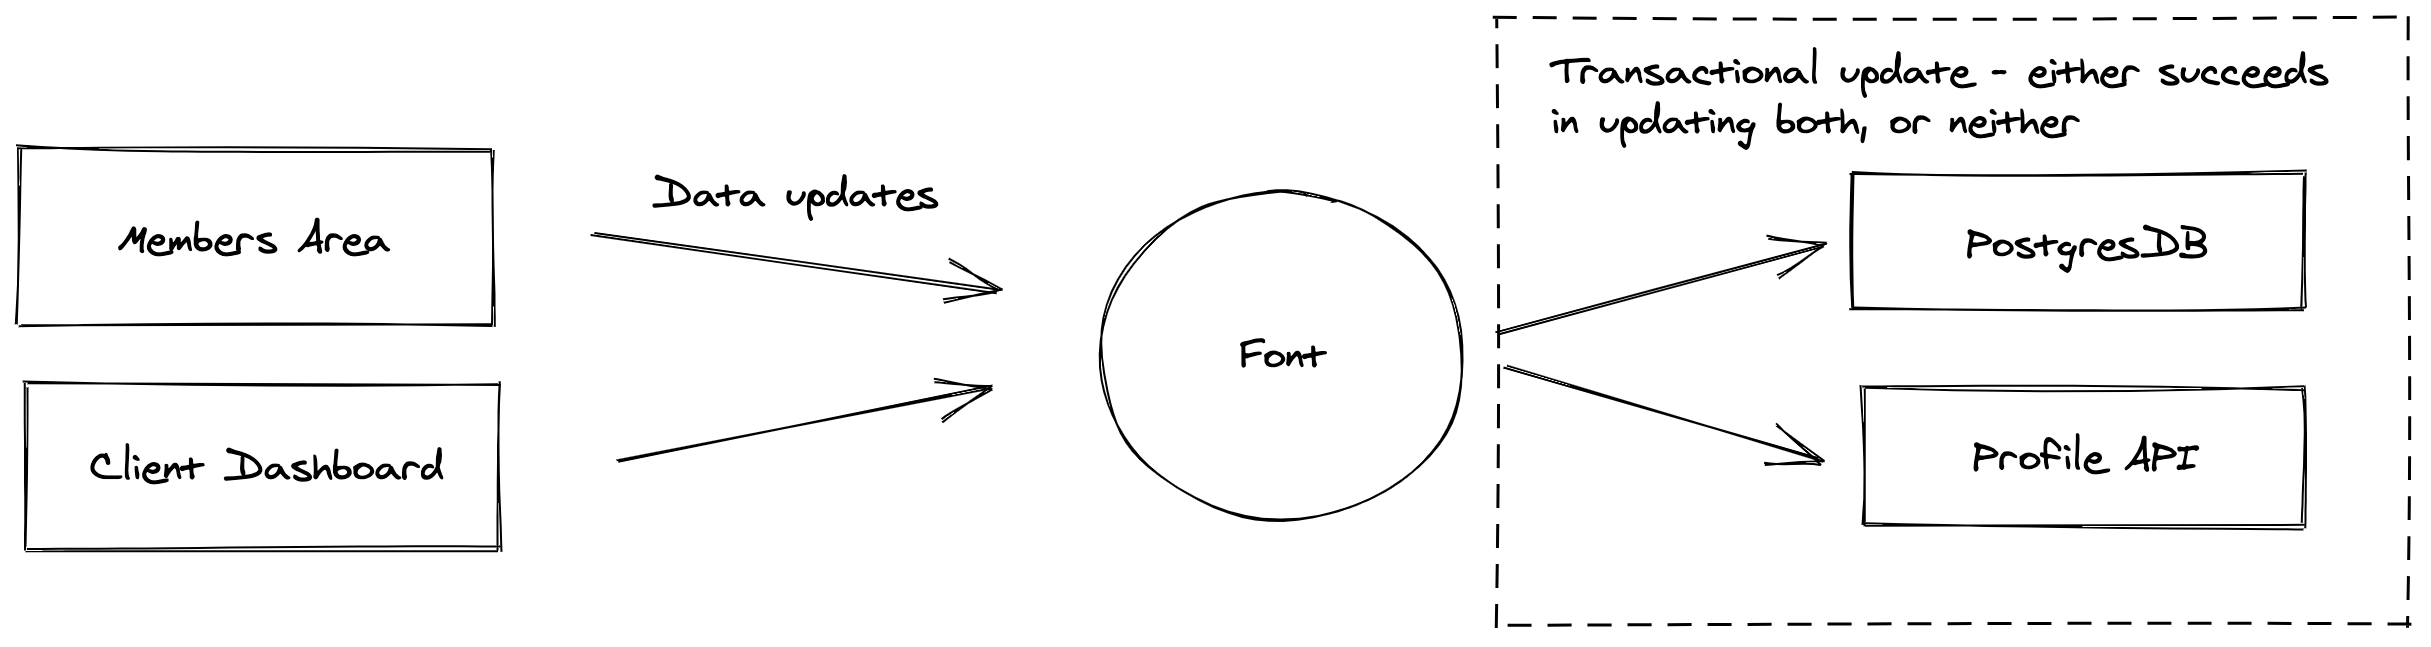 Transactional update - either succeeds
in updating both, or neither
Members Area
Data updates
PostgresDB
Font
Client Dashboard
Profile API